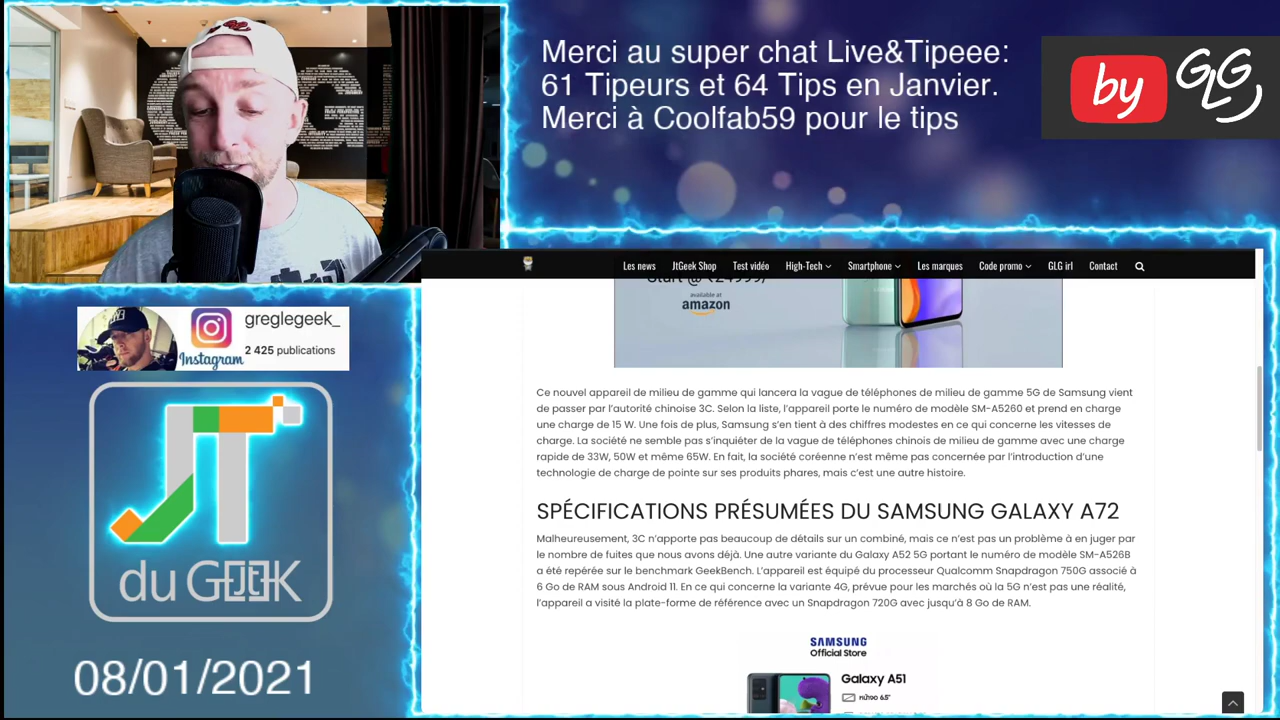 Merci au super chat Live&Tipeee:
61 Tipeurs et 64 Tips en Janvier.
Merci à Coolfab59 pour le tips
by GLG
greglegeek_
Instagram
2 425 publications
JT
du GEEK
08/01/2021
Les news JtGeek Shop Test vidéo High-Tech Smartphone Les marques Code promo GLG irl Contact
Start @ ₹24999/
available at
amazon
Ce nouvel appareil de milieu de gamme qui lancera la vague de téléphones de milieu de gamme 5G de Samsung vient
de passer par l’autorité chinoise 3C. Selon la liste, l’appareil porte le numéro de modèle SM-A5260 et prend en charge
une charge de 15 W. Une fois de plus, Samsung s’en tient à des chiffres modestes en ce qui concerne les vitesses de
charge. La société ne semble pas s’inquiéter de la vague de téléphones chinois de milieu de gamme avec une charge
rapide de 33W, 50W et même 65W. En fait, la société coréenne n’est même pas concernée par l’introduction d’une
technologie de charge de pointe sur ses produits phares, mais c’est une autre histoire.
SPÉCIFICATIONS PRÉSUMÉES DU SAMSUNG GALAXY A72
Malheureusement, 3C n’apporte pas beaucoup de détails sur un combiné, mais ce n’est pas un problème à en juger par
le nombre de fuites que nous avons déjà. Une autre variante du Galaxy A52 5G portant le numéro de modèle SM-A526B
a été repérée sur le benchmark GeekBench. L’appareil est équipé du processeur Qualcomm Snapdragon 750G associé à
6 Go de RAM sous Android 11. En ce qui concerne la variante 4G, prévue pour les marchés où la 5G n’est pas une réalité,
l’appareil a visité la plate-forme de référence avec un Snapdragon 720G avec jusqu’à 8 Go de RAM.
SAMSUNG
Official Store
Galaxy A51
6.5"